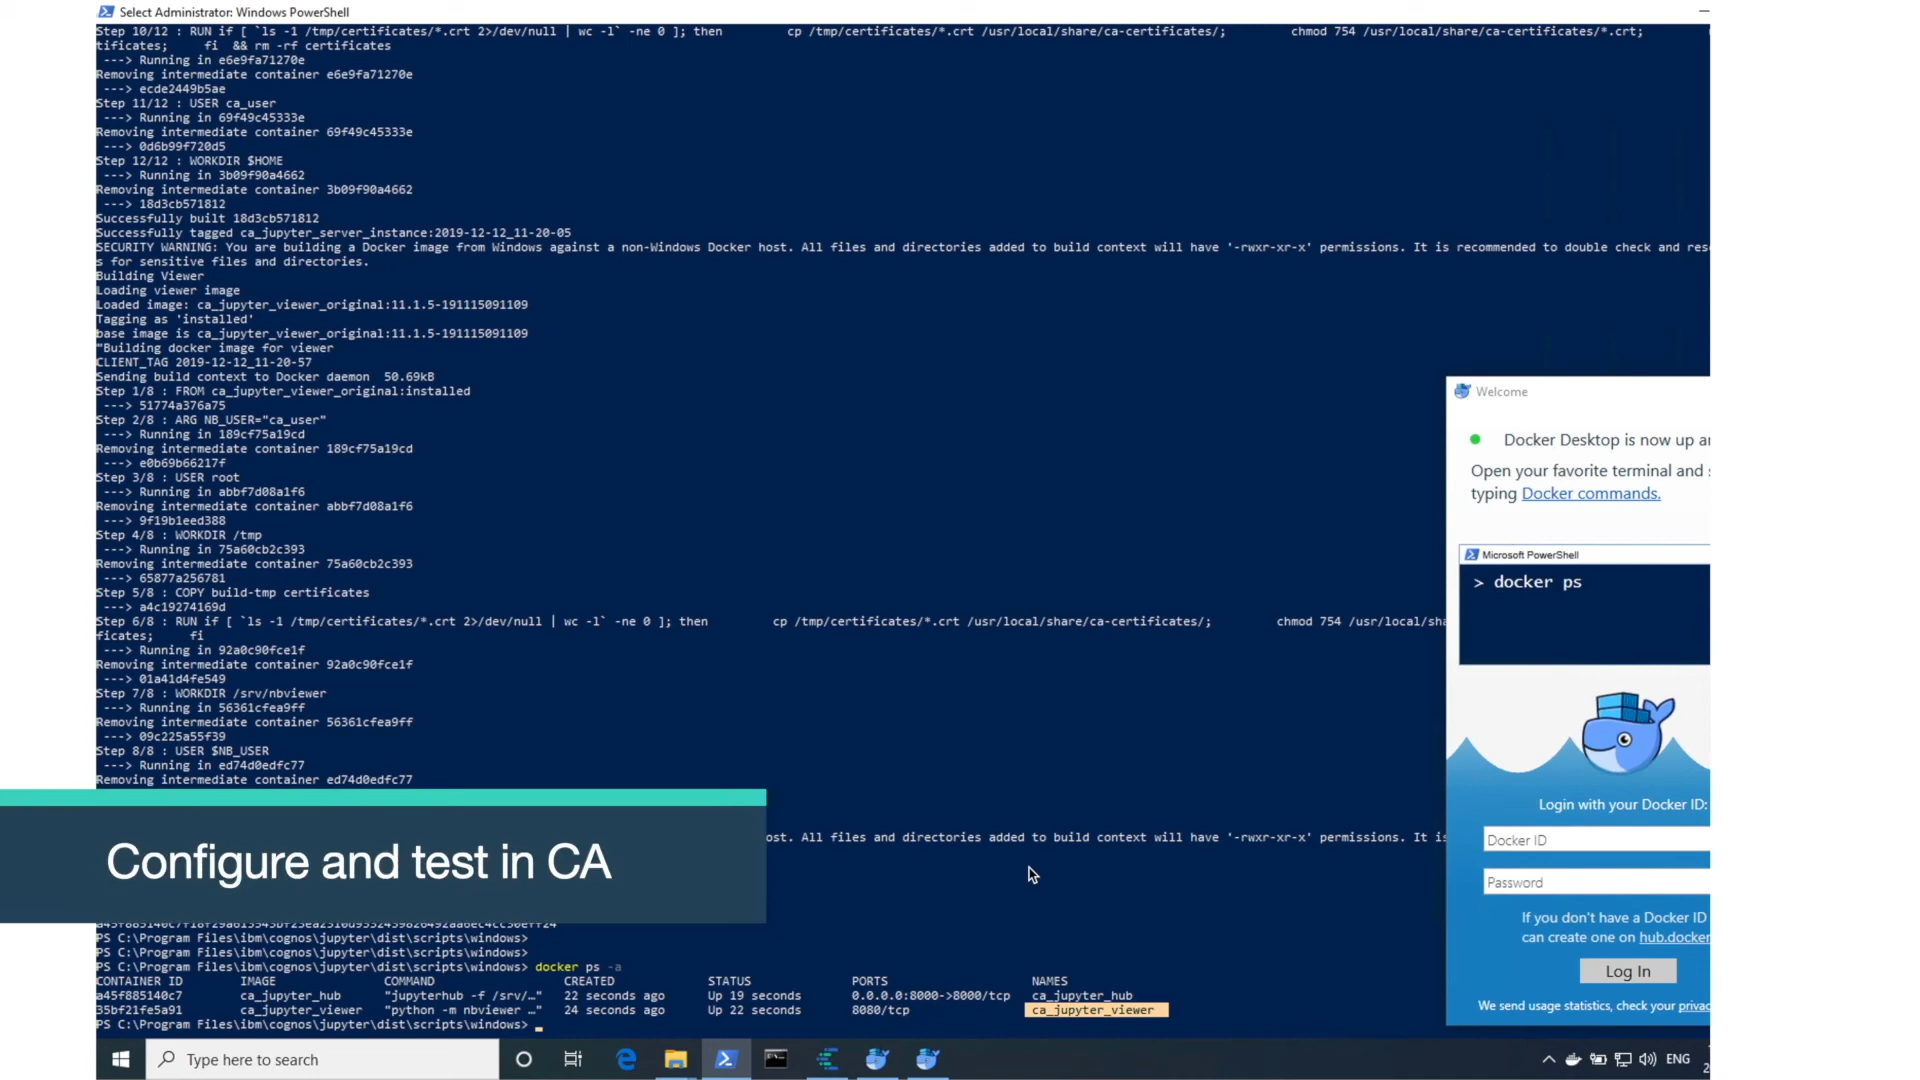 Select Administrator: Windows PowerShell
Step 10/12 : RUN if [ `ls -1 /tmp/certificates/*.crt 2>/dev/null | wc -l` -ne 0 ]; then cp /tmp/certificates/*.crt /usr/local/share/ca-certificates/; chmod 754 /usr/local/share/ca-certificates/*.crt;
tificates; fi && rm -rf certificates
---> Running in e6e9fa71270e
Removing intermediate container e6e9fa71270e
---> ecde2449b5ae
Step 11/12 : USER ca_user
---> Running in 69f49c45333e
Removing intermediate container 69f49c45333e
---> 0d6b99f720d5
Step 12/12 : WORKDIR $HOME
---> Running in 3b09f90a4662
Removing intermediate container 3b09f90a4662
---> 18d3cb571812
Successfully built 18d3cb571812
Successfully tagged ca_jupyter_server_instance:2019-12-12_11-20-05
SECURITY WARNING: You are building a Docker image from Windows against a non-Windows Docker host. All files and directories added to build context will have '-rwxr-xr-x' permissions. It is recommended to double check and res
s for sensitive files and directories.
Building Viewer
Loading viewer image
Loaded image: ca_jupyter_viewer_original:11.1.5-191115091109
Tagging as 'installed'
base image is ca_jupyter_viewer_original:11.1.5-191115091109
"Building docker image for viewer
CLIENT_TAG 2019-12-12_11-20-57
Sending build context to Docker daemon 50.69kB
Step 1/8 : FROM ca_jupyter_viewer_original:installed
---> 51774a376a75
Step 2/8 : ARG NB_USER="ca_user"
---> Running in 189cf75a19cd
Removing intermediate container 189cf75a19cd
---> e0b69b66217f
Step 3/8 : USER root
---> Running in abbf7d08a1f6
Removing intermediate container abbf7d08a1f6
---> 9f19b1eed388
Step 4/8 : WORKDIR /tmp
---> Running in 75a60cb2c393
Removing intermediate container 75a60cb2c393
---> 65877a256781
Step 5/8 : COPY build-tmp certificates
---> a4c19274169d
Step 6/8 : RUN if [ `ls -1 /tmp/certificates/*.crt 2>/dev/null | wc -l` -ne 0 ]; then cp /tmp/certificates/*.crt /usr/local/share/ca-certificates/; chmod 754 /usr/local/sha
ficates; fi
---> Running in 92a0c90fce1f
Removing intermediate container 92a0c90fce1f
---> 01a41d4fe549
Step 7/8 : WORKDIR /srv/nbviewer
---> Running in 56361cfea9ff
Removing intermediate container 56361cfea9ff
---> 09c225a55f39
Step 8/8 : USER $NB_USER
---> Running in ed74d0edfc77
Removing intermediate container ed74d0edfc77
ost. All files and directories added to build context will have '-rwxr-xr-x' permissions. It is
Configure and test in CA
PS C:\Program Files\ibm\cognos\jupyter\dist\scripts\windows>
PS C:\Program Files\ibm\cognos\jupyter\dist\scripts\windows>
PS C:\Program Files\ibm\cognos\jupyter\dist\scripts\windows> docker ps -a
CONTAINER ID IMAGE COMMAND CREATED STATUS PORTS NAMES
a45f885140c7 ca_jupyter_hub "jupyterhub -f /srv/…" 22 seconds ago Up 19 seconds 0.0.0.0:8000->8000/tcp ca_jupyter_hub
35bf21fe5a91 ca_jupyter_viewer "python -m nbviewer …" 24 seconds ago Up 22 seconds 8080/tcp ca_jupyter_viewer
PS C:\Program Files\ibm\cognos\jupyter\dist\scripts\windows>
Welcome
Docker Desktop is now up an
Open your favorite terminal and s
typing Docker commands.
Microsoft PowerShell
> docker ps
Login with your Docker ID:
Docker ID
Password
If you don't have a Docker ID
can create one on hub.docker
Log In
We send usage statistics, check your privac
Type here to search
ENG